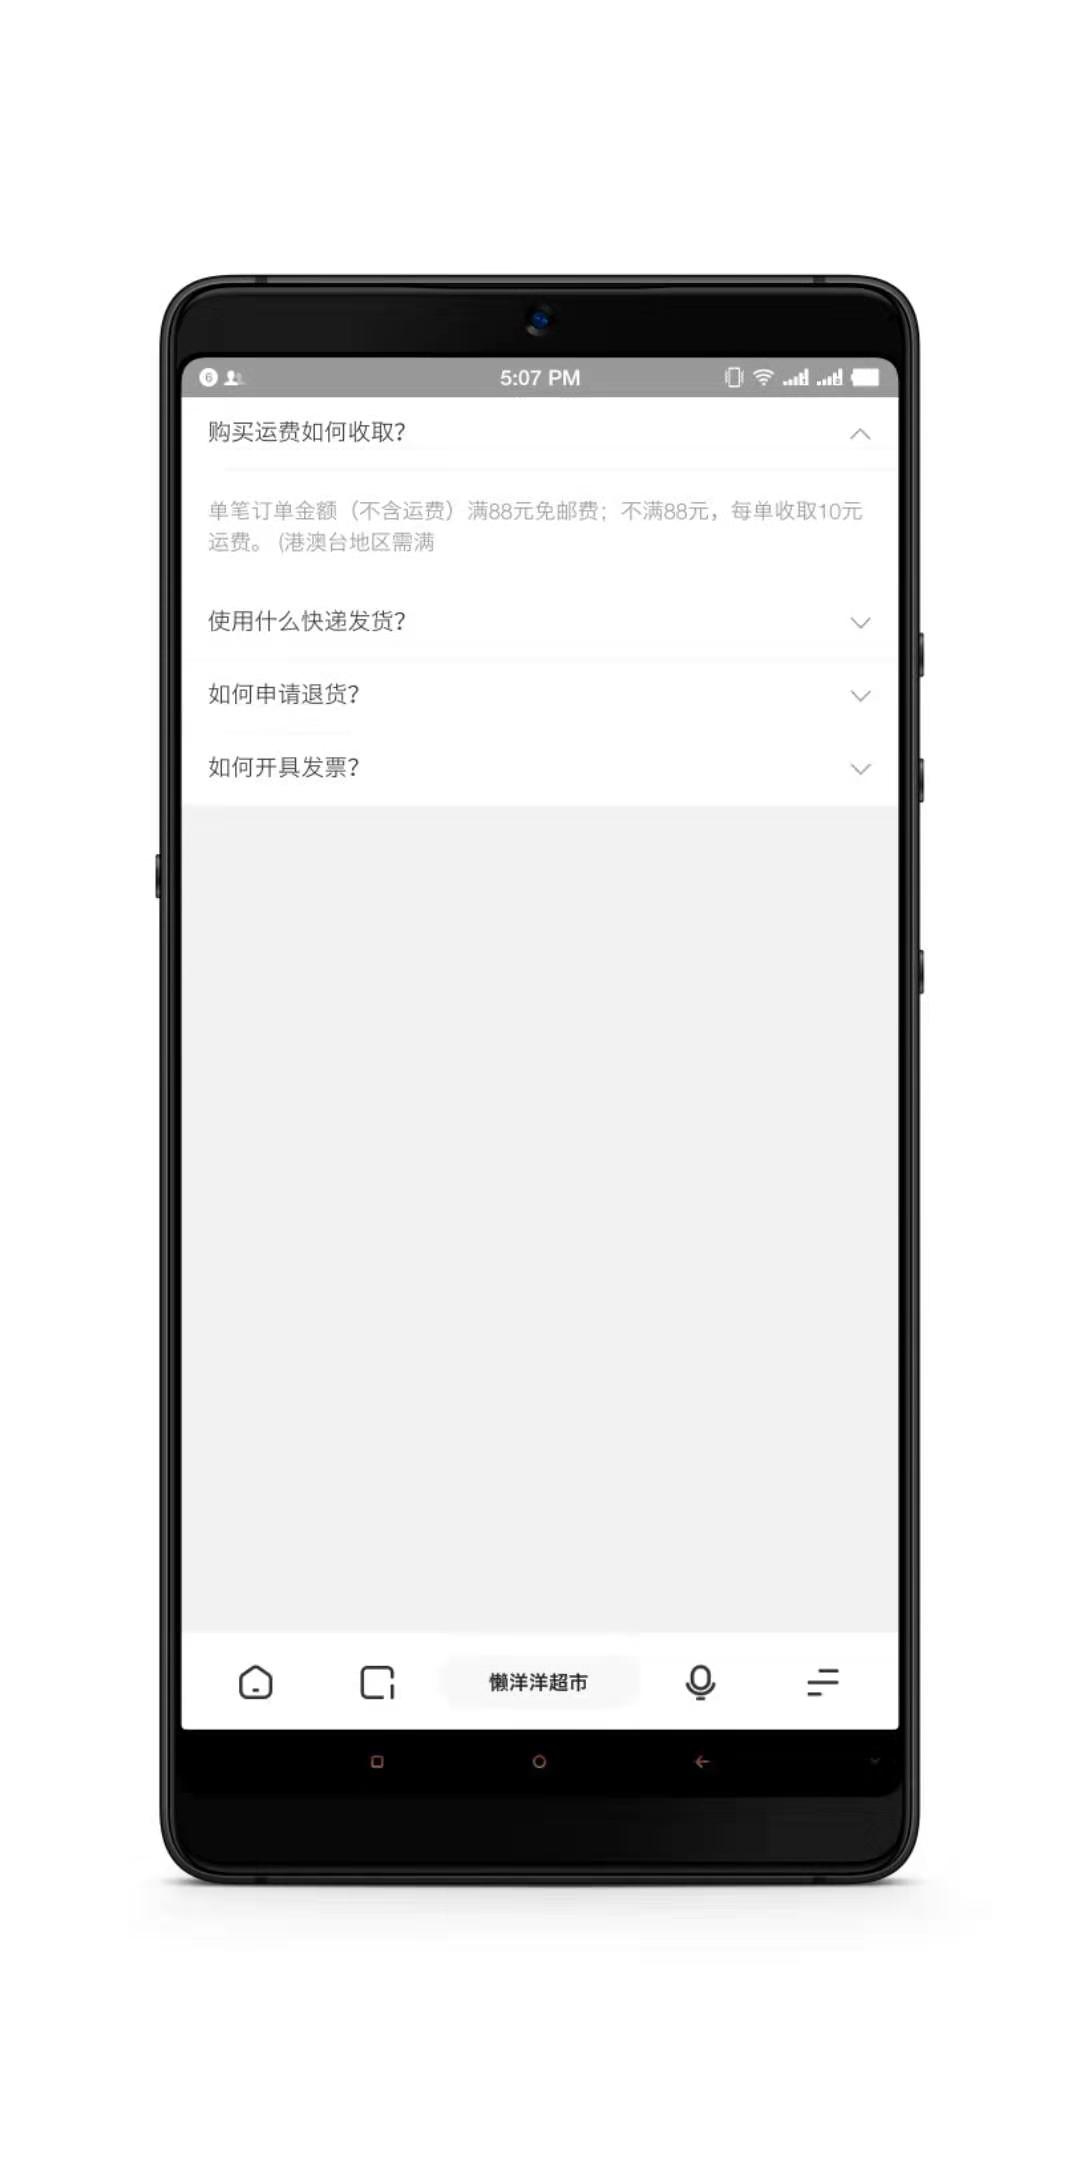 6
5:07 PM
购买运费如何收取?
单笔订单金额（不含运费）满88元免邮费；不满88元，每单收取10元
运费。 (港澳台地区需满
使用什么快递发货?
如何申请退货?
如何开具发票?
懒洋洋超市